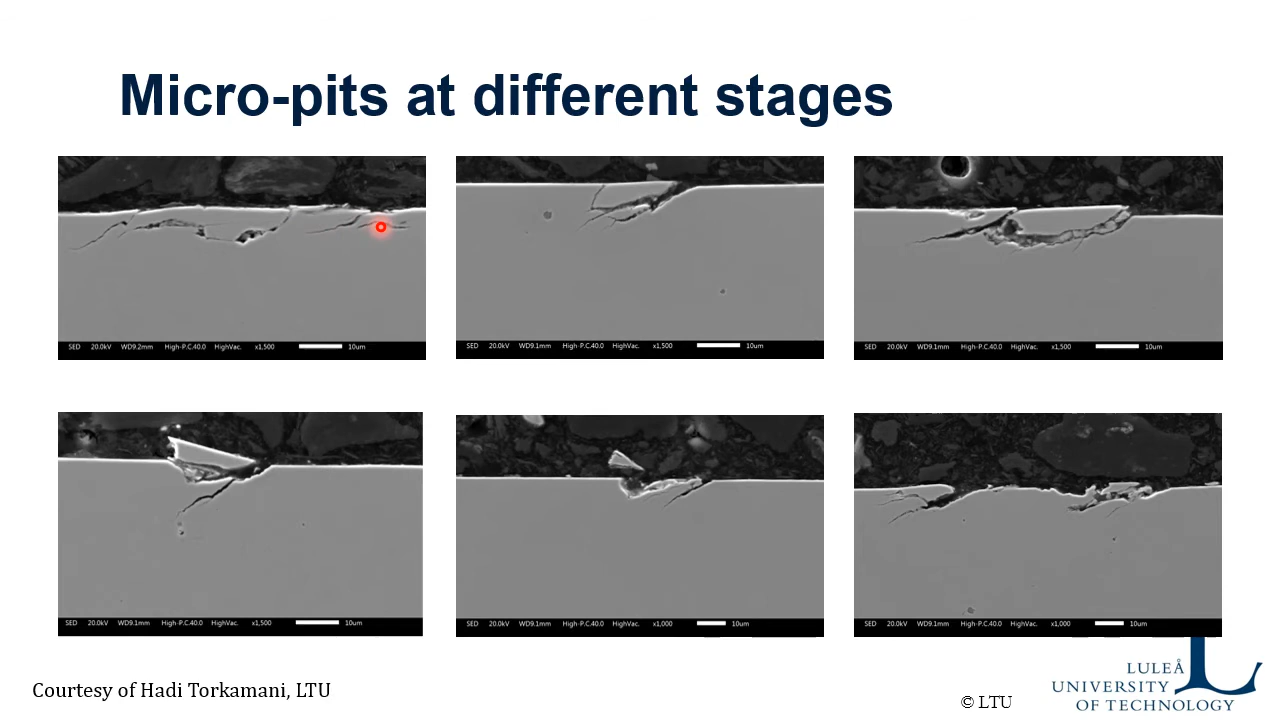 Micro-pits at different stages
SED 20.0kV WD9.2mm High-P.C.40.0 HighVac. x1,500 10um
SED 20.0kV WD9.1mm High-P.C.40.0 HighVac. x1,500 10um
SED 20.0kV WD9.1mm High-P.C.40.0 HighVac. x1,500 10um
SED 20.0kV WD9.1mm High-P.C.40.0 HighVac. x1,500 10um
SED 20.0kV WD9.1mm High-P.C.40.0 HighVac. x1,000 10um
SED 20.0kV WD9.1mm High-P.C.40.0 HighVac. x1,000 10um
Courtesy of Hadi Torkamani, LTU
© LTU
LULEÅ
UNIVERSITY
OF TECHNOLOGY